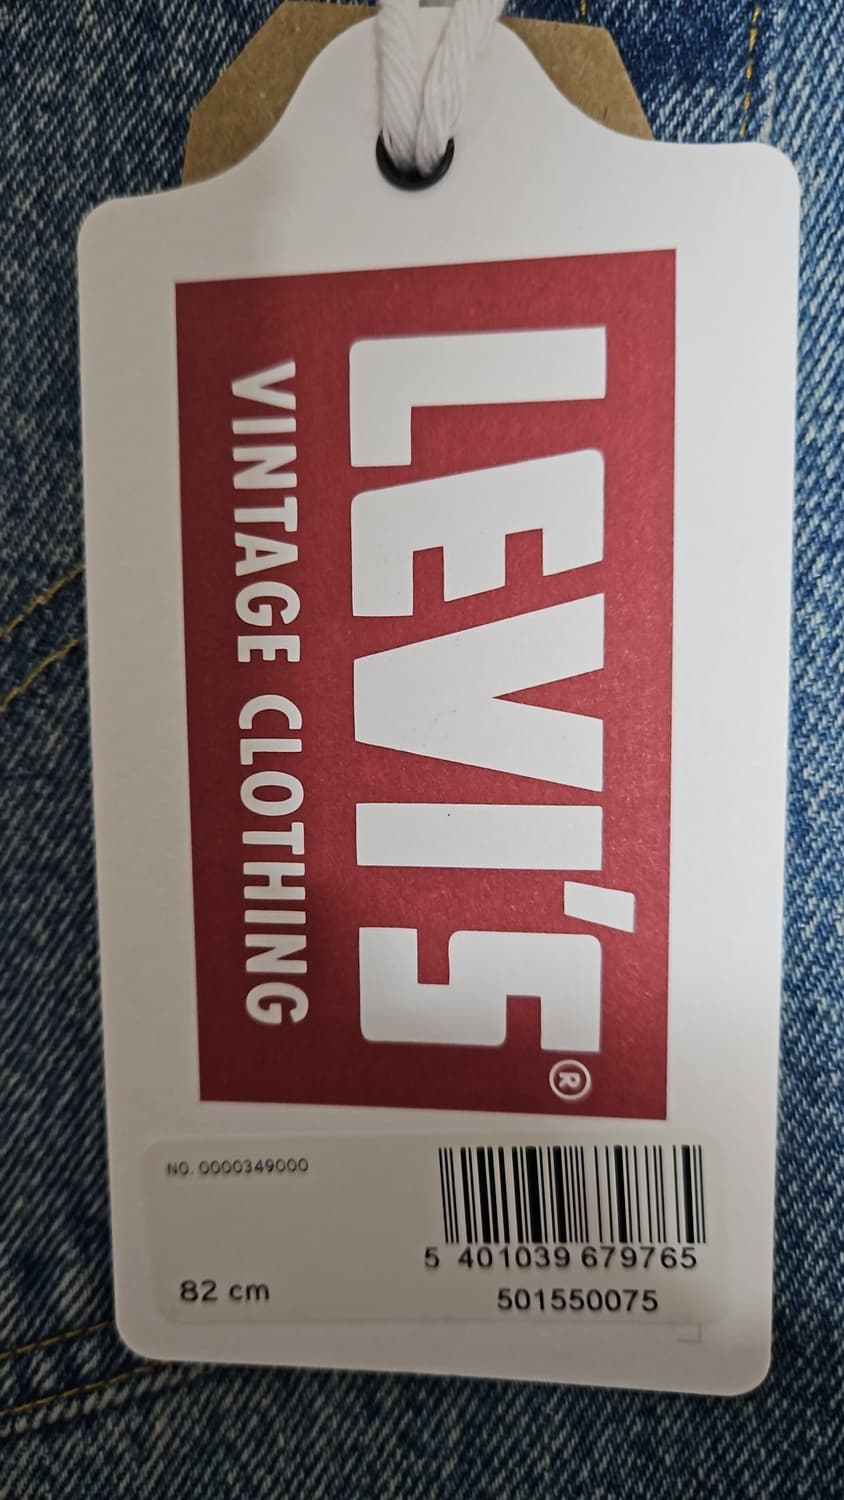 LEVI'S®
VINTAGE CLOTHING
NO. 0000349000
5 401039 679765
82 cm
501550075